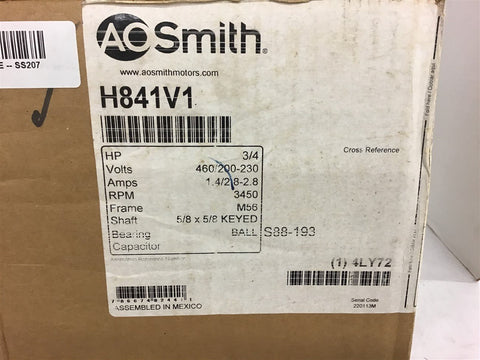 E -- SS207
AO Smith®
www.aosmithmotors.com
H841V1
HP 3/4
Volts 460/200-230
Amps 1.4/2.8-2.8
RPM 3450
Frame M56
Shaft 5/8 x 5/8 KEYED
Bearing BALL
Capacitor
S88-193
Cross Reference
(1) 4LY72
ASSEMBLED IN MEXICO
Serial Code
220113M